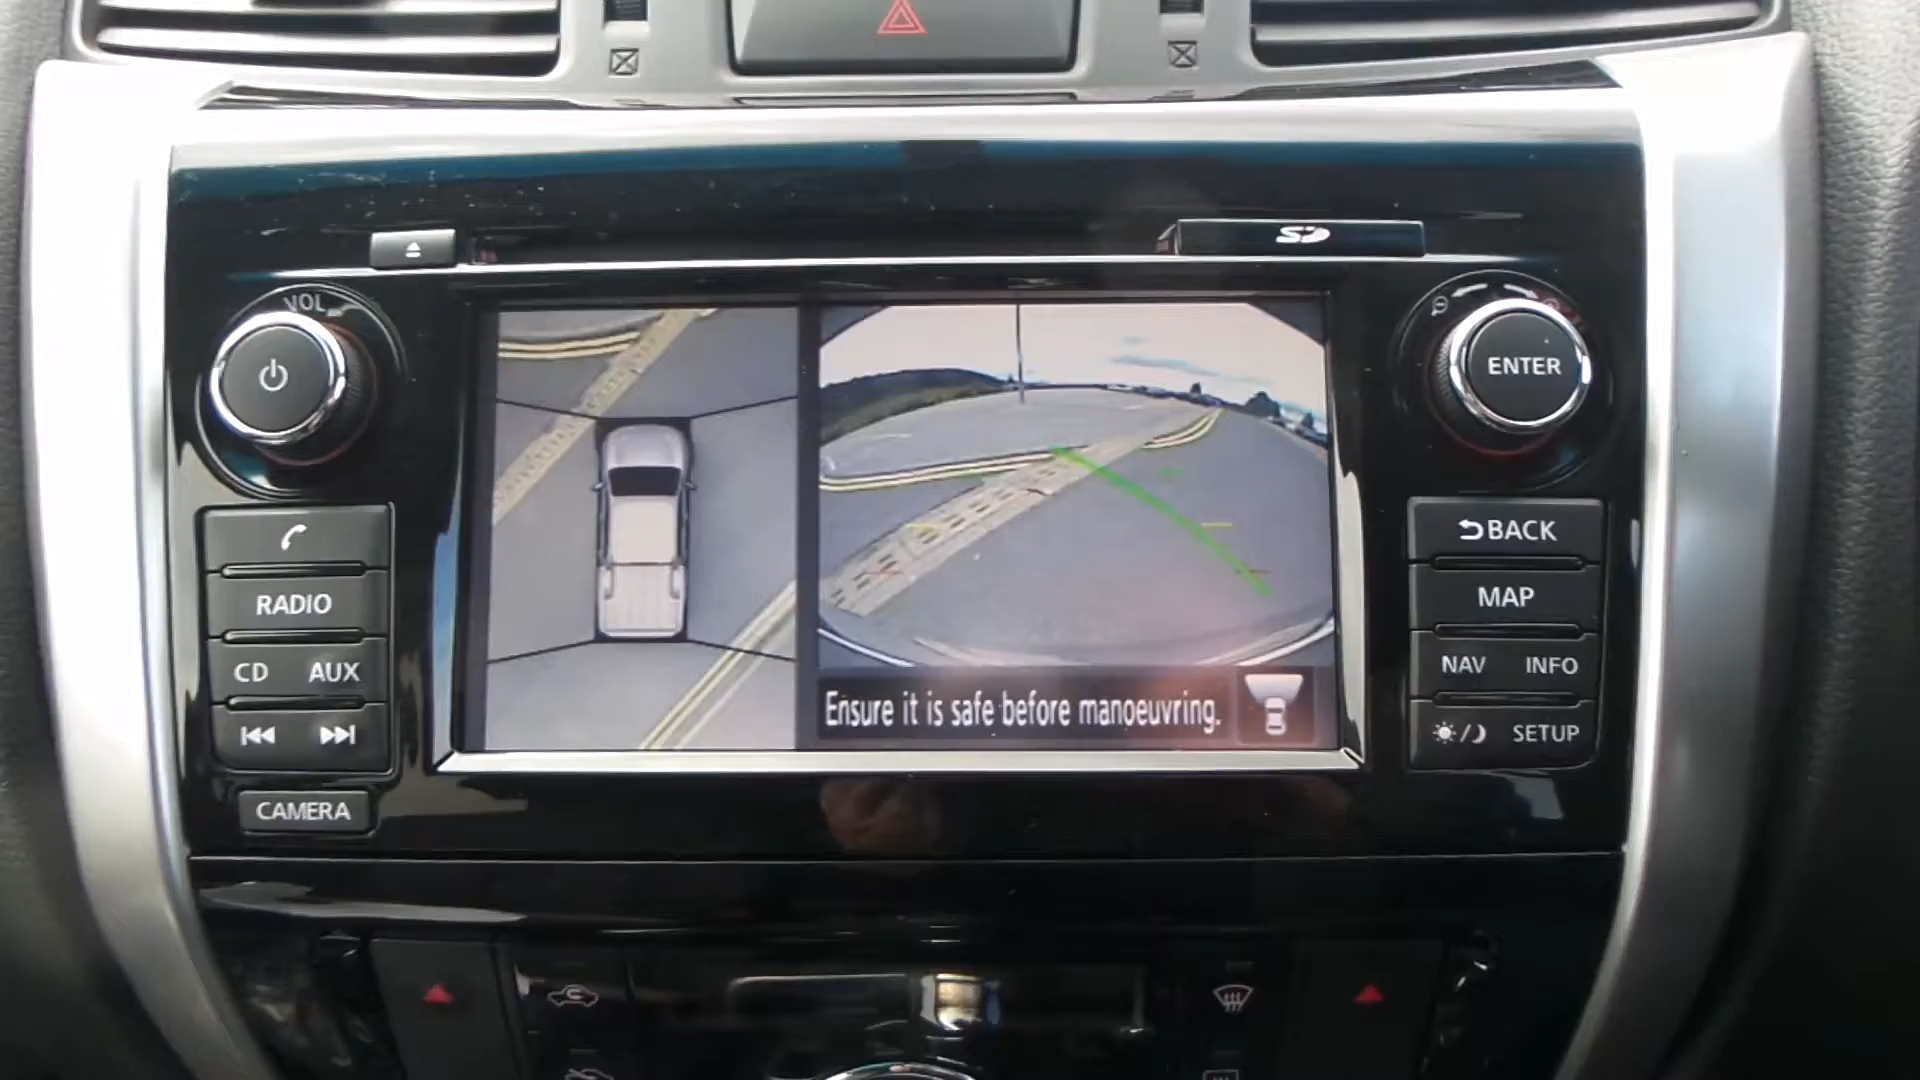 SD
VOL
ENTER
RADIO
CD AUX
CAMERA
BACK
MAP
NAV INFO
SETUP
Ensure it is safe before manoeuvring.